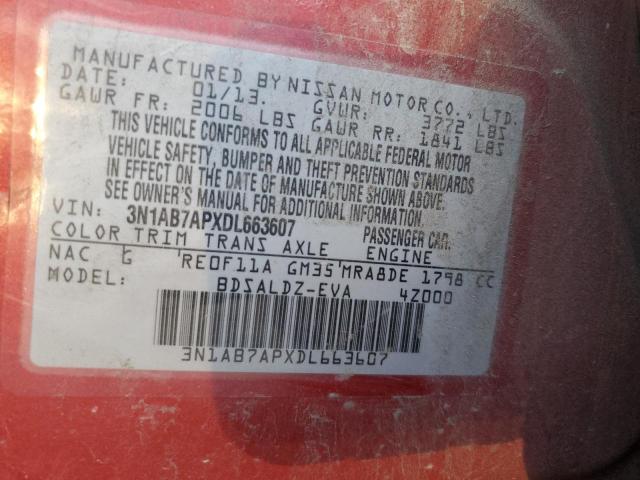 MANUFACTURED BY NISSAN MOTOR CO., LTD.
DATE: 01/13. GVWR: 3772 LBS
GAWR FR: 2006 LBS GAWR RR: 1841 LBS
THIS VEHICLE CONFORMS TO ALL APPLICABLE FEDERAL MOTOR
VEHICLE SAFETY, BUMPER AND THEFT PREVENTION STANDARDS
IN EFFECT ON THE DATE OF MANUFACTURE SHOWN ABOVE.
SEE OWNER'S MANUAL FOR ADDITIONAL INFORMATION.
VIN: 3N1AB7APXDL663607 PASSENGER CAR.
COLOR TRIM TRANS AXLE ENGINE
NAC G RE0F11A GM35 MRA8DE 1798 CC
MODEL: BDSALDZ-EVA 4Z000
3N1AB7APXDL663607